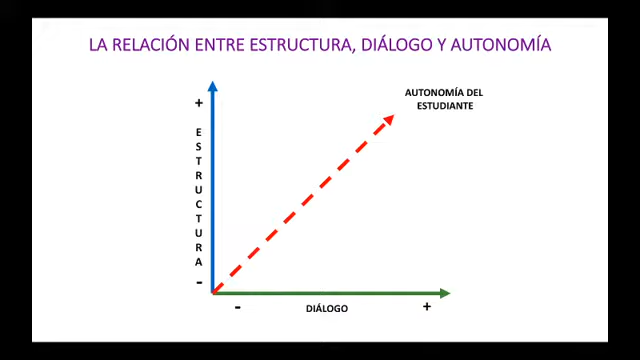 LA RELACIÓN ENTRE ESTRUCTURA, DIÁLOGO Y AUTONOMÍA
AUTONOMÍA DEL
ESTUDIANTE
+
E
S
T
R
U
C
T
U
R
A
-
- DIÁLOGO +